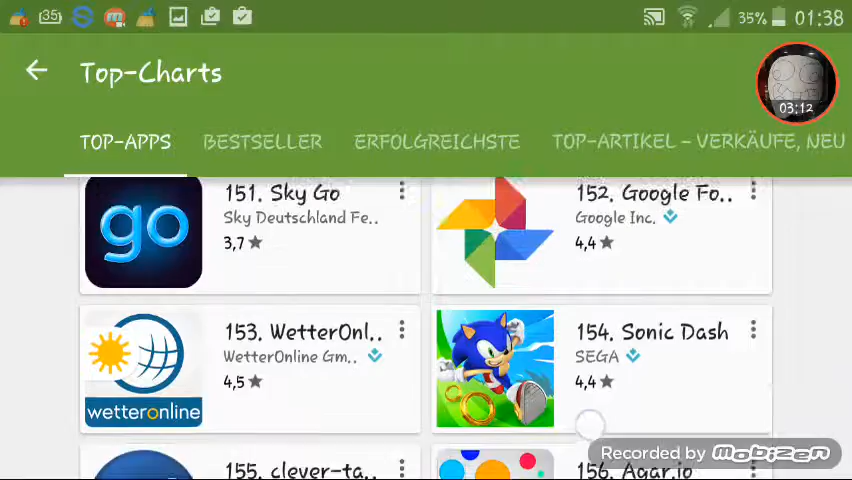 35 35% 01:38
Top-Charts
03:12
TOP-APPS BESTSELLER ERFOLGREICHSTE TOP-ARTIKEL – VERKÄUFE, NEU
go 151. Sky Go 152. Google Fo..
Sky Deutschland Fe.. Google Inc.
3,7 4,4
153. WetterOnl.. 154. Sonic Dash
WetterOnline Gm.. SEGA
4,5 4,4
wetteronline
Recorded by Mobizen
155. clever-ta.. 156. Agar.io